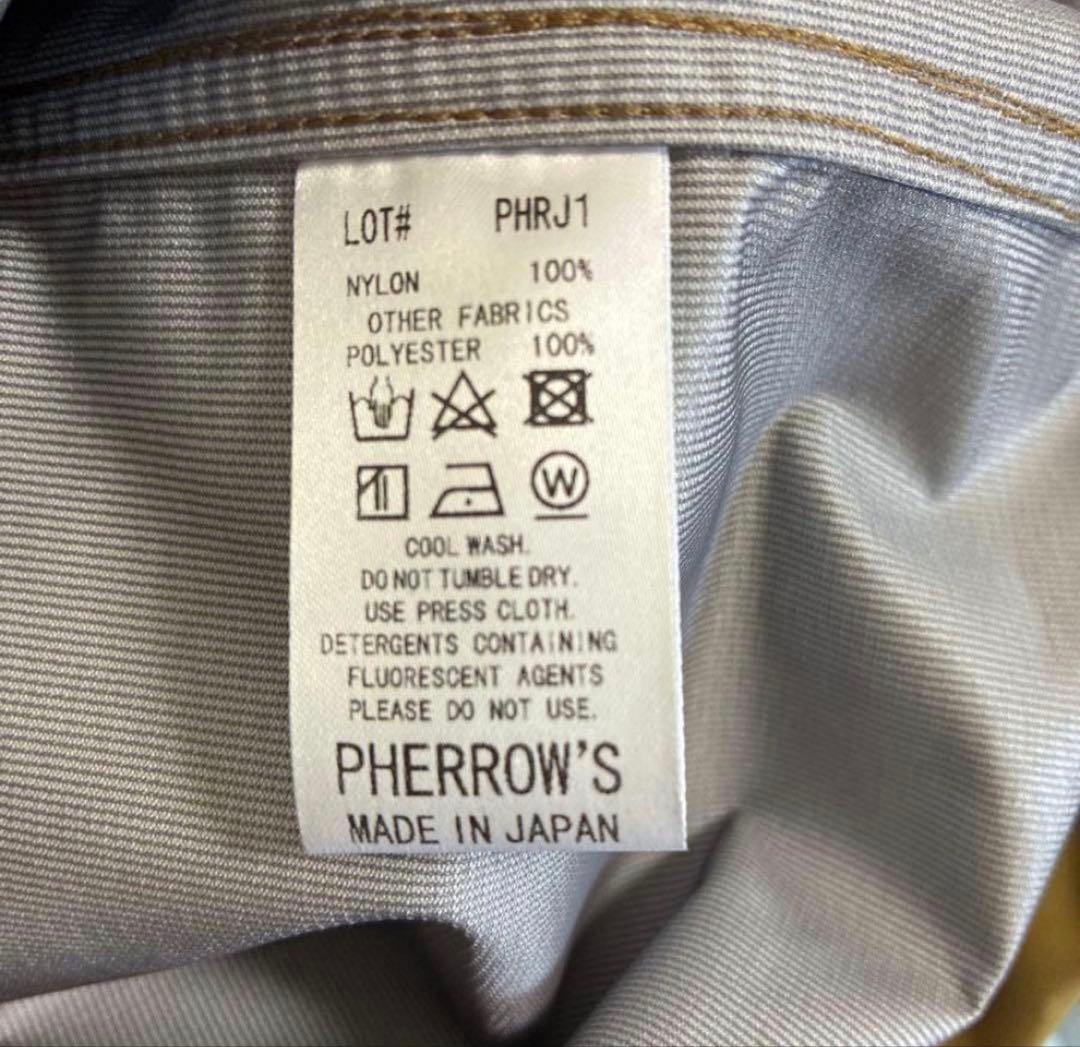 LOT# PHRJ1
NYLON 100%
OTHER FABRICS
POLYESTER 100%
W
COOL WASH.
DO NOT TUMBLE DRY.
USE PRESS CLOTH.
DETERGENTS CONTAINING
FLUORESCENT AGENTS
PLEASE DO NOT USE.
PHERROW'S
MADE IN JAPAN